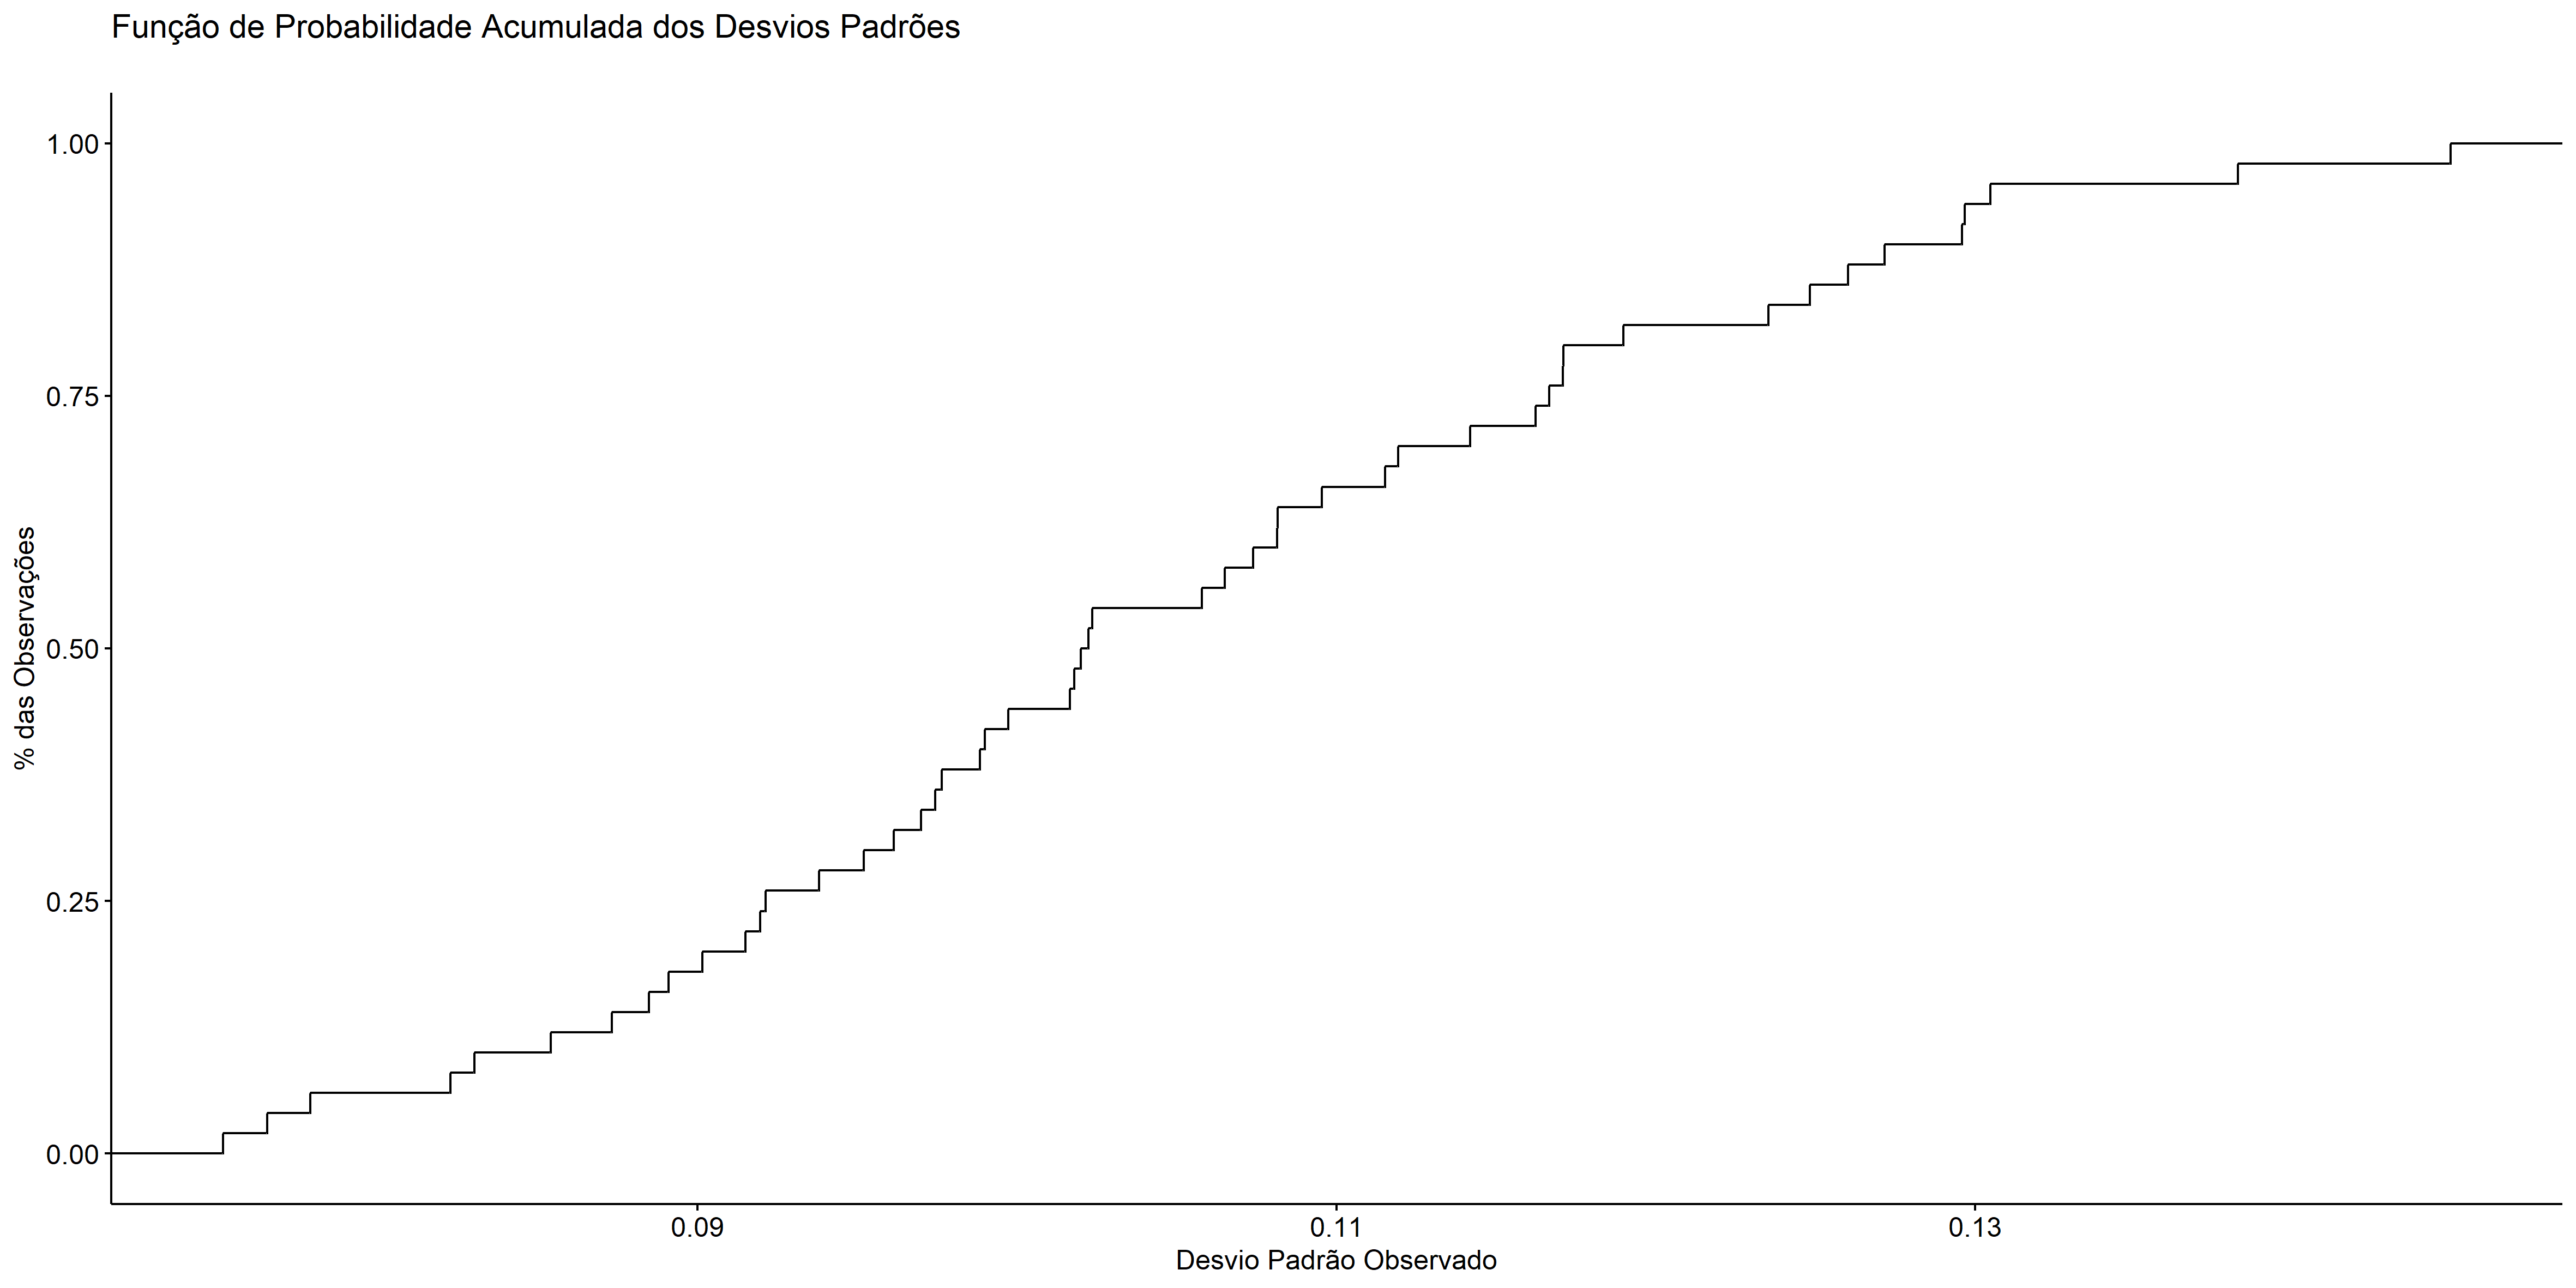 Função de Probabilidade Acumulada dos Desvios Padrões
1.00
0.75
0.50
0.25
0.00
% das Observações
0.09
0.11
0.13
Desvio Padrão Observado